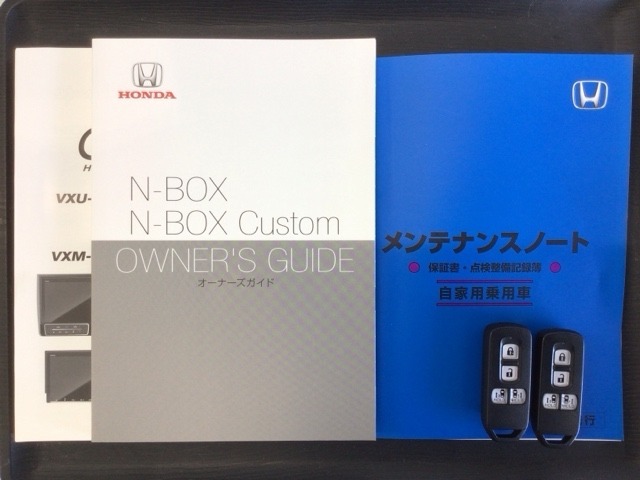 VXU-
VXM-
HONDA
N-BOX
N-BOX Custom
OWNER'S GUIDE
オーナーズガイド
メンテナンスノート
保証書・点検整備記録簿
自家用乗用車
行